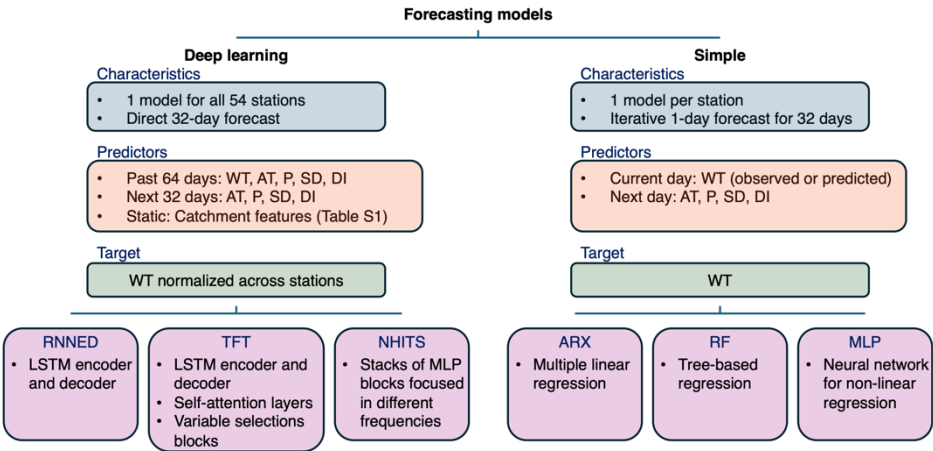 Forecasting models
Deep learning
Characteristics
• 1 model for all 54 stations
• Direct 32-day forecast
Predictors
• Past 64 days: WT, AT, P, SD, DI
• Next 32 days: AT, P, SD, DI
• Static: Catchment features (Table S1)
Target
WT normalized across stations
RNNED
• LSTM encoder
and decoder
TFT
• LSTM encoder and
decoder
• Self-attention layers
• Variable selections
blocks
NHITS
• Stacks of MLP
blocks focused
in different
frequencies
Simple
Characteristics
• 1 model per station
• Iterative 1-day forecast for 32 days
Predictors
• Current day: WT (observed or predicted)
• Next day: AT, P, SD, DI
Target
WT
ARX
• Multiple linear
regression
RF
• Tree-based
regression
MLP
• Neural network
for non-linear
regression